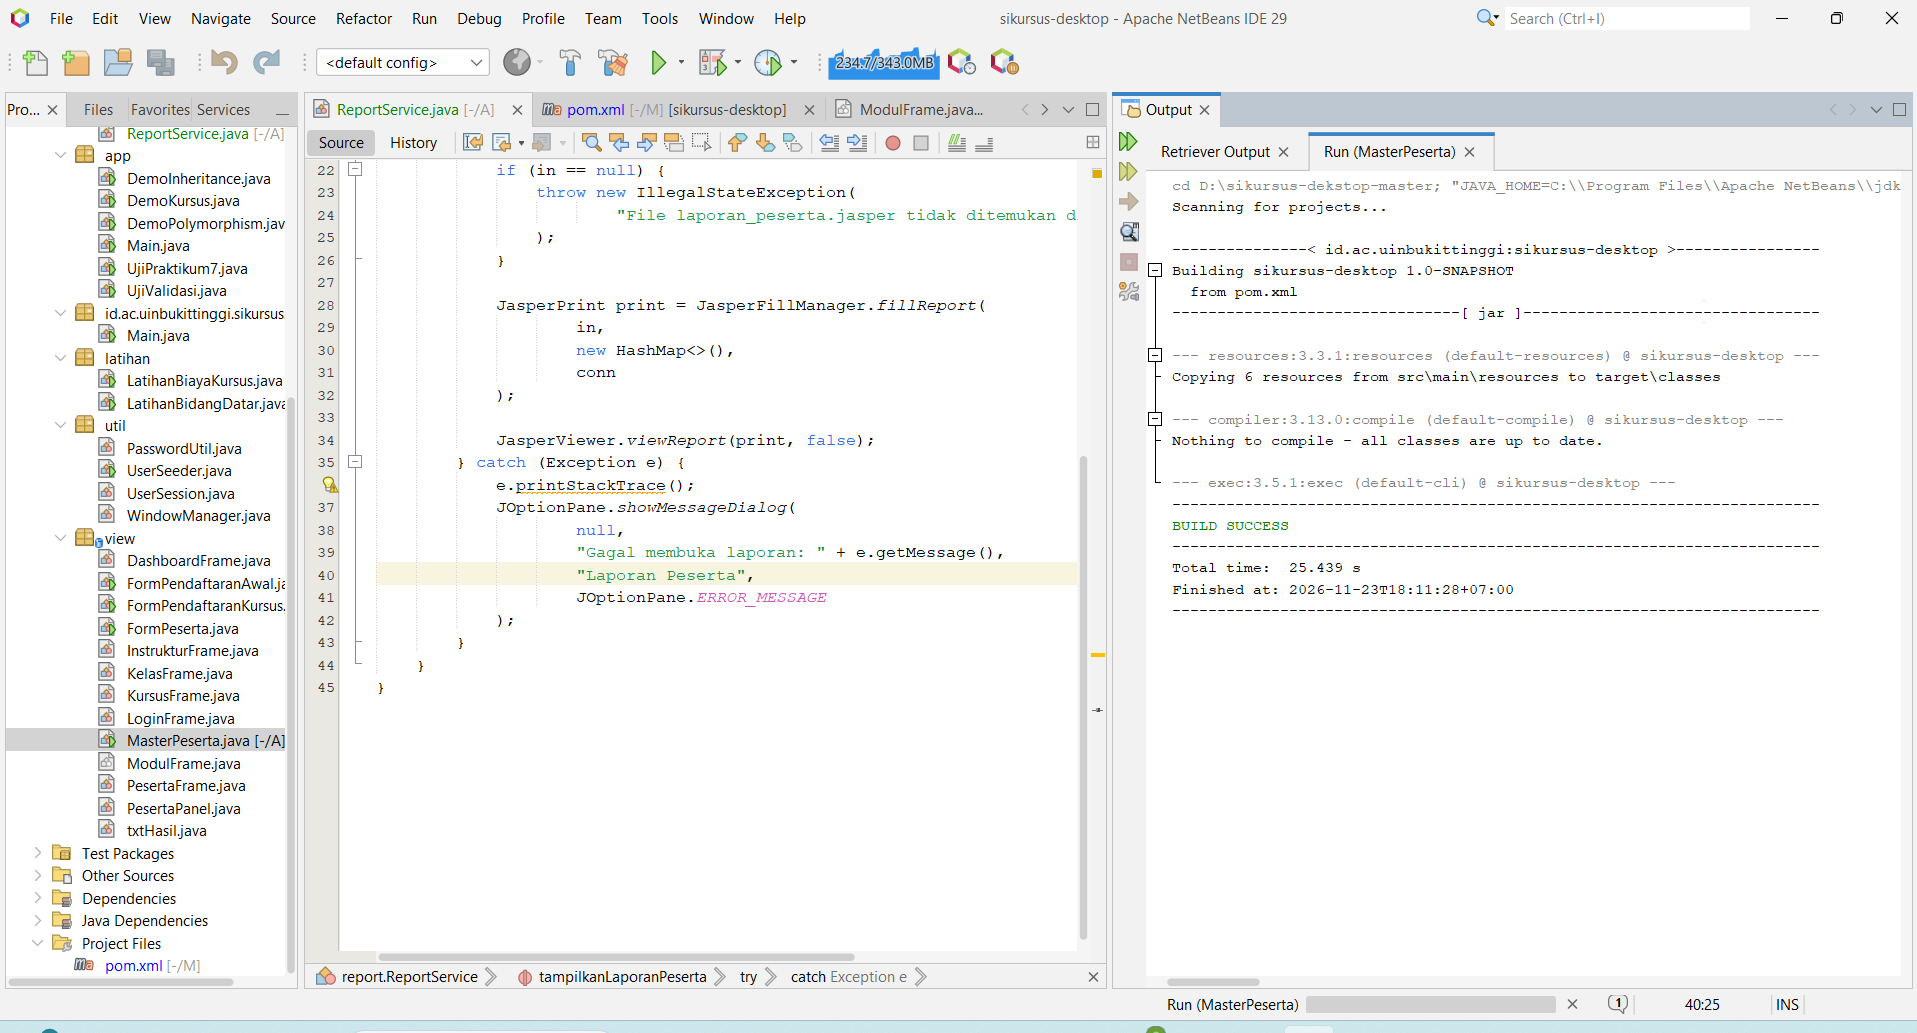 File Edit View Navigate Source Refactor Run Debug Profile Team Tools Window Help
sikursus-desktop - Apache NetBeans IDE 29
Search (Ctrl+I)
<default config>
234.7/343.0MB
Pro...
Files
Favorites
Services
ReportService.java [-/A]
app
DemoInheritance.java
DemoKursus.java
DemoPolymorphism.jav
Main.java
UjiPraktikum7.java
UjiValidasi.java
id.ac.uinbukittinggi.sikursus
Main.java
latihan
LatihanBiayaKursus.java
LatihanBidangDatar.java
util
PasswordUtil.java
UserSeeder.java
UserSession.java
WindowManager.java
view
DashboardFrame.java
FormPendaftaranAwal.ja
FormPendaftaranKursus.
FormPeserta.java
InstrukturFrame.java
KelasFrame.java
KursusFrame.java
LoginFrame.java
MasterPeserta.java [-/A]
ModulFrame.java
PesertaFrame.java
PesertaPanel.java
txtHasil.java
Test Packages
Other Sources
Dependencies
Java Dependencies
Project Files
pom.xml [-/M]
ReportService.java [-/A]
pom.xml [-/M] [sikursus-desktop]
ModulFrame.java...
Source
History
22 if (in == null) {
23 throw new IllegalStateException(
24 "File laporan_peserta.jasper tidak ditemukan d
25 );
26 }
27
28 JasperPrint print = JasperFillManager.fillReport(
29 in,
30 new HashMap<>(),
31 conn
32 );
33
34 JasperViewer.viewReport(print, false);
35 } catch (Exception e) {
e.printStackTrace();
37 JOptionPane.showMessageDialog(
38 null,
39 "Gagal membuka laporan: " + e.getMessage(),
40 "Laporan Peserta",
41 JOptionPane.ERROR_MESSAGE
42 );
43 }
44 }
45 }
report.ReportService
tampilkanLaporanPeserta
try
catch Exception e
Output
Retriever Output
Run (MasterPeserta)
cd D:\sikursus-dekstop-master; "JAVA_HOME=C:\\Program Files\\Apache NetBeans\\jdk
Scanning for projects...
---------------< id.ac.uinbukittinggi:sikursus-desktop >----------------
Building sikursus-desktop 1.0-SNAPSHOT
from pom.xml
--------------------------------[ jar ]---------------------------------
--- resources:3.3.1:resources (default-resources) @ sikursus-desktop ---
Copying 6 resources from src\main\resources to target\classes
--- compiler:3.13.0:compile (default-compile) @ sikursus-desktop ---
Nothing to compile - all classes are up to date.
--- exec:3.5.1:exec (default-cli) @ sikursus-desktop ---
------------------------------------------------------------------------
BUILD SUCCESS
------------------------------------------------------------------------
Total time:  25.439 s
Finished at: 2026-11-23T18:11:28+07:00
------------------------------------------------------------------------
Run (MasterPeserta)
1
40:25
INS